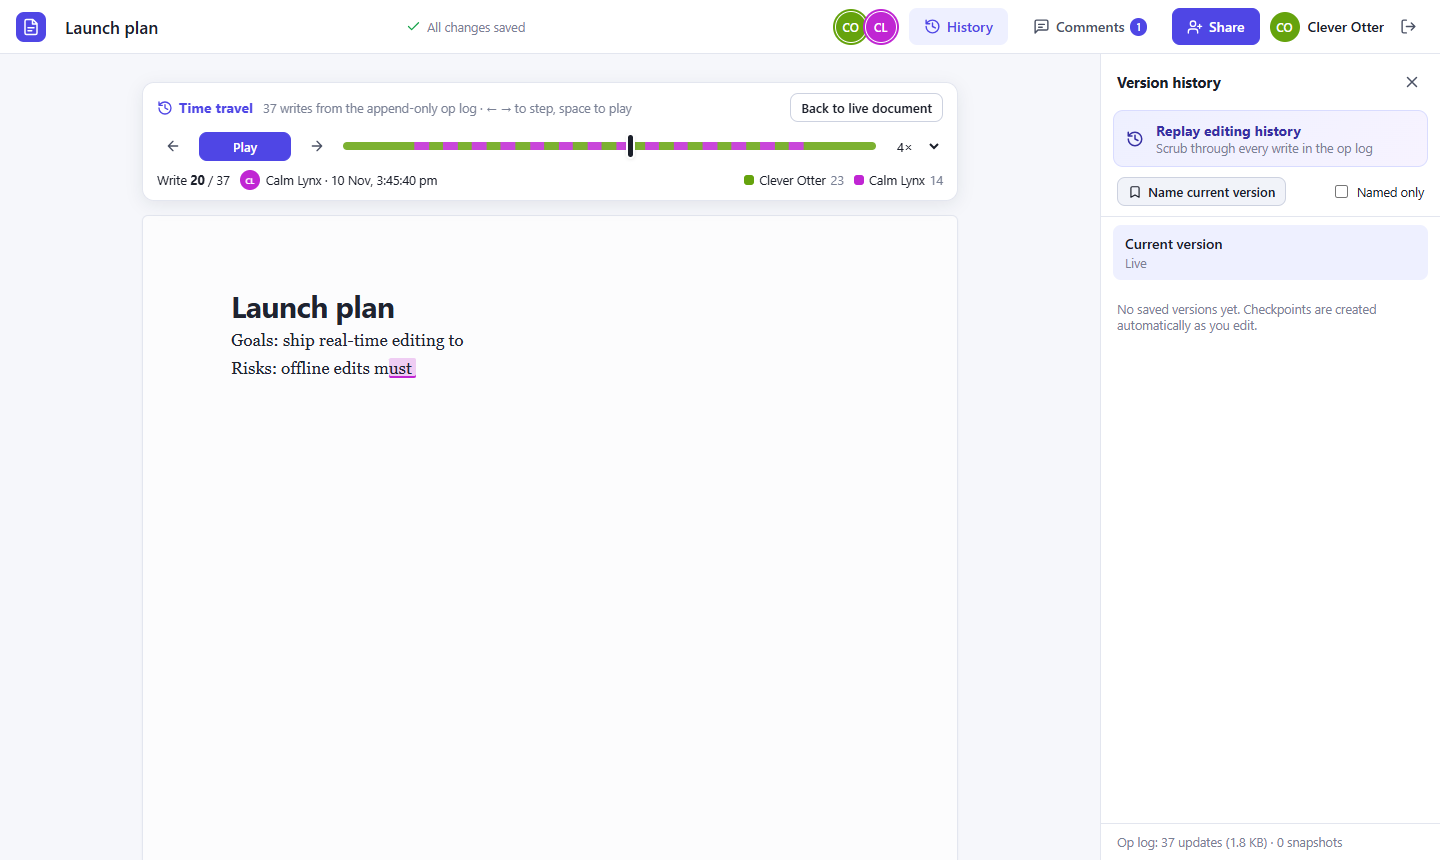 Launch plan
All changes saved
CO
CL
History
Comments 1
Share
CO Clever Otter
Time travel 37 writes from the append-only op log · ← → to step, space to play
Back to live document
Play
4×
Write 20 / 37 CL Calm Lynx · 10 Nov, 3:45:40 pm
Clever Otter 23 Calm Lynx 14
Launch plan
Goals: ship real-time editing to
Risks: offline edits must
Version history
Replay editing history
Scrub through every write in the op log
Name current version
Named only
Current version
Live
No saved versions yet. Checkpoints are created
automatically as you edit.
Op log: 37 updates (1.8 KB) · 0 snapshots